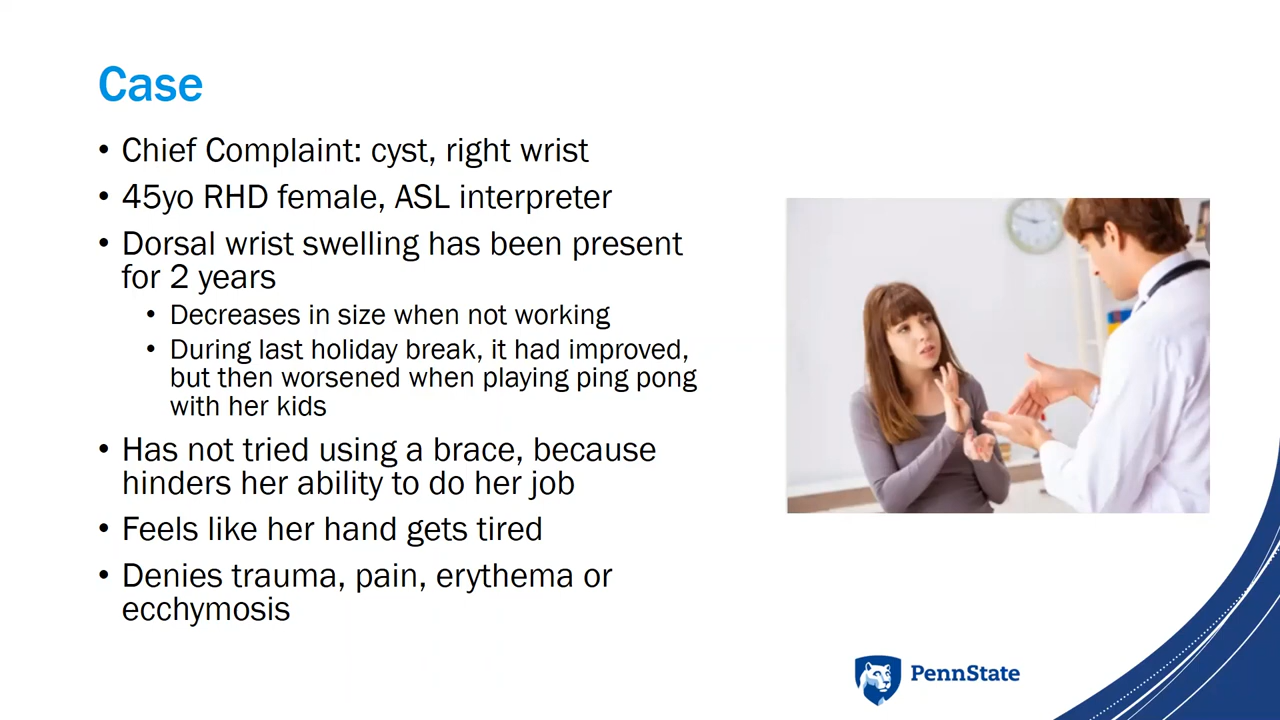 Case
• Chief Complaint: cyst, right wrist
• 45yo RHD female, ASL interpreter
• Dorsal wrist swelling has been present
for 2 years
• Decreases in size when not working
• During last holiday break, it had improved,
but then worsened when playing ping pong
with her kids
• Has not tried using a brace, because
hinders her ability to do her job
• Feels like her hand gets tired
• Denies trauma, pain, erythema or
ecchymosis
PennState